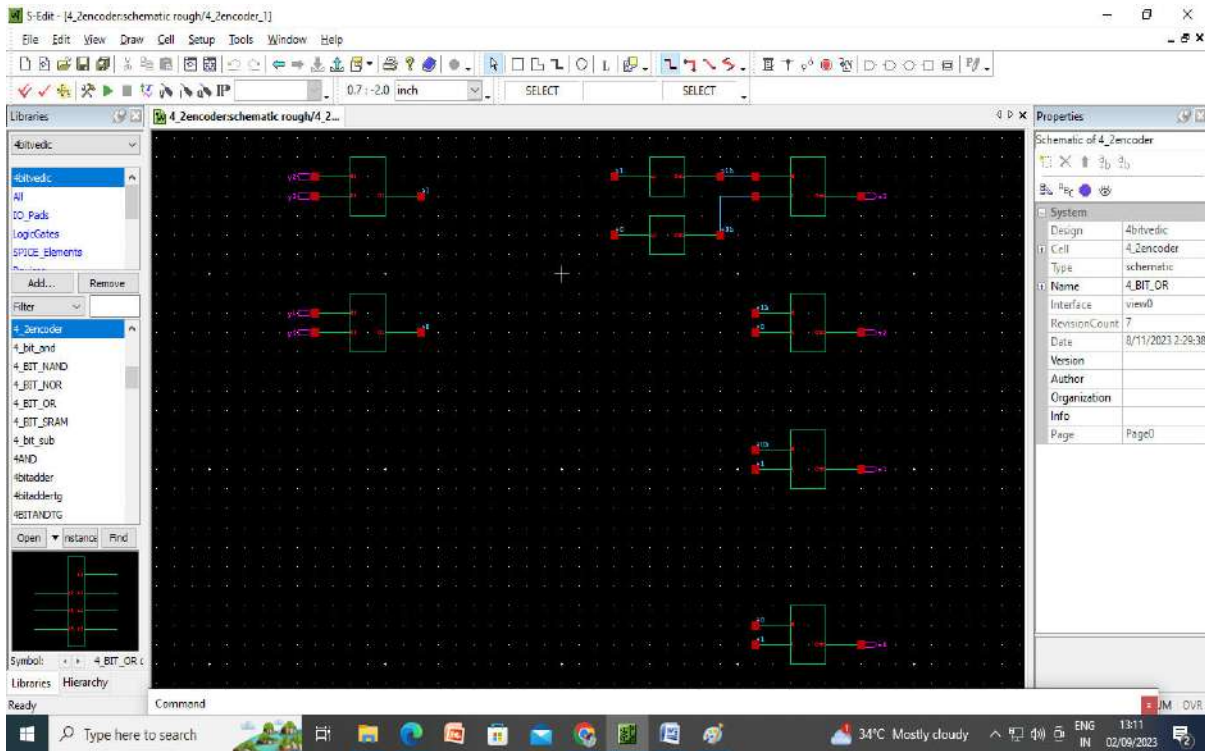 S-Edit - [4_2encoder:schematic rough/4_2encoder_1]
File Edit View Draw Cell Setup Tools Window Help
0.7 : -2.0 inch SELECT SELECT
Libraries
4_2encoder:schematic rough/4_2...
Properties
4bitvedic
Schematic of 4_2encoder
4bitvedic
All
IO_Pads
LogicGates
SPICE_Elements
Add... Remove
Filter
4_2encoder
4_bit_and
4_BIT_NAND
4_BIT_NOR
4_BIT_OR
4_BIT_SRAM
4_bit_sub
4AND
4bitadder
4bitaddertg
4BITANDTG
Open nstance Find
Symbol: 4_BIT_OR
Libraries Hierarchy
System
Design 4bitvedic
Cell 4_2encoder
Type schematic
Name 4_BIT_OR
Interface view0
RevisionCount 7
Date 8/11/2023 2:29:38
Version
Author
Organization
Info
Page Page0
Ready
Command
OVR
Type here to search
34°C Mostly cloudy
ENG
IN
13:11
02/09/2023